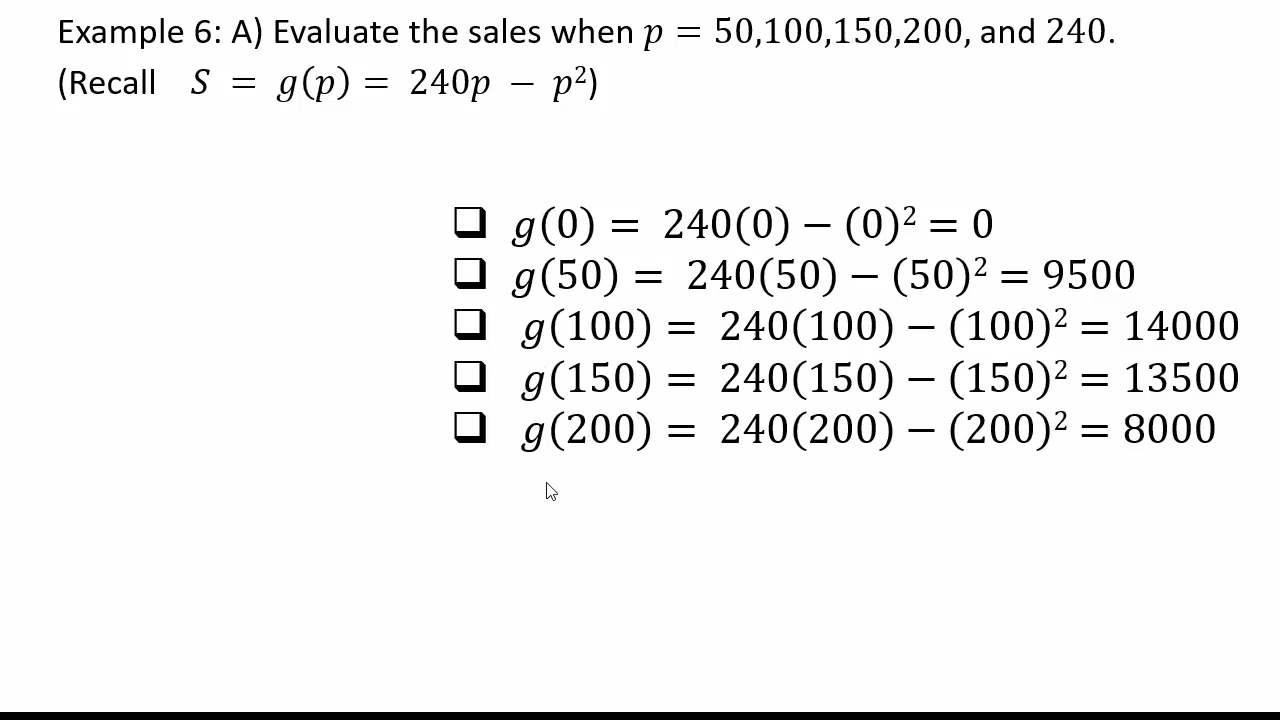 Example 6: A) Evaluate the sales when 𝑝 = 50,100,150,200, and 240.
(Recall 𝑆 = 𝑔(𝑝) = 240𝑝 − 𝑝²)
❑ 𝑔(0) = 240(0) − (0)² = 0
❑ 𝑔(50) = 240(50) − (50)² = 9500
❑ 𝑔(100) = 240(100) − (100)² = 14000
❑ 𝑔(150) = 240(150) − (150)² = 13500
❑ 𝑔(200) = 240(200) − (200)² = 8000